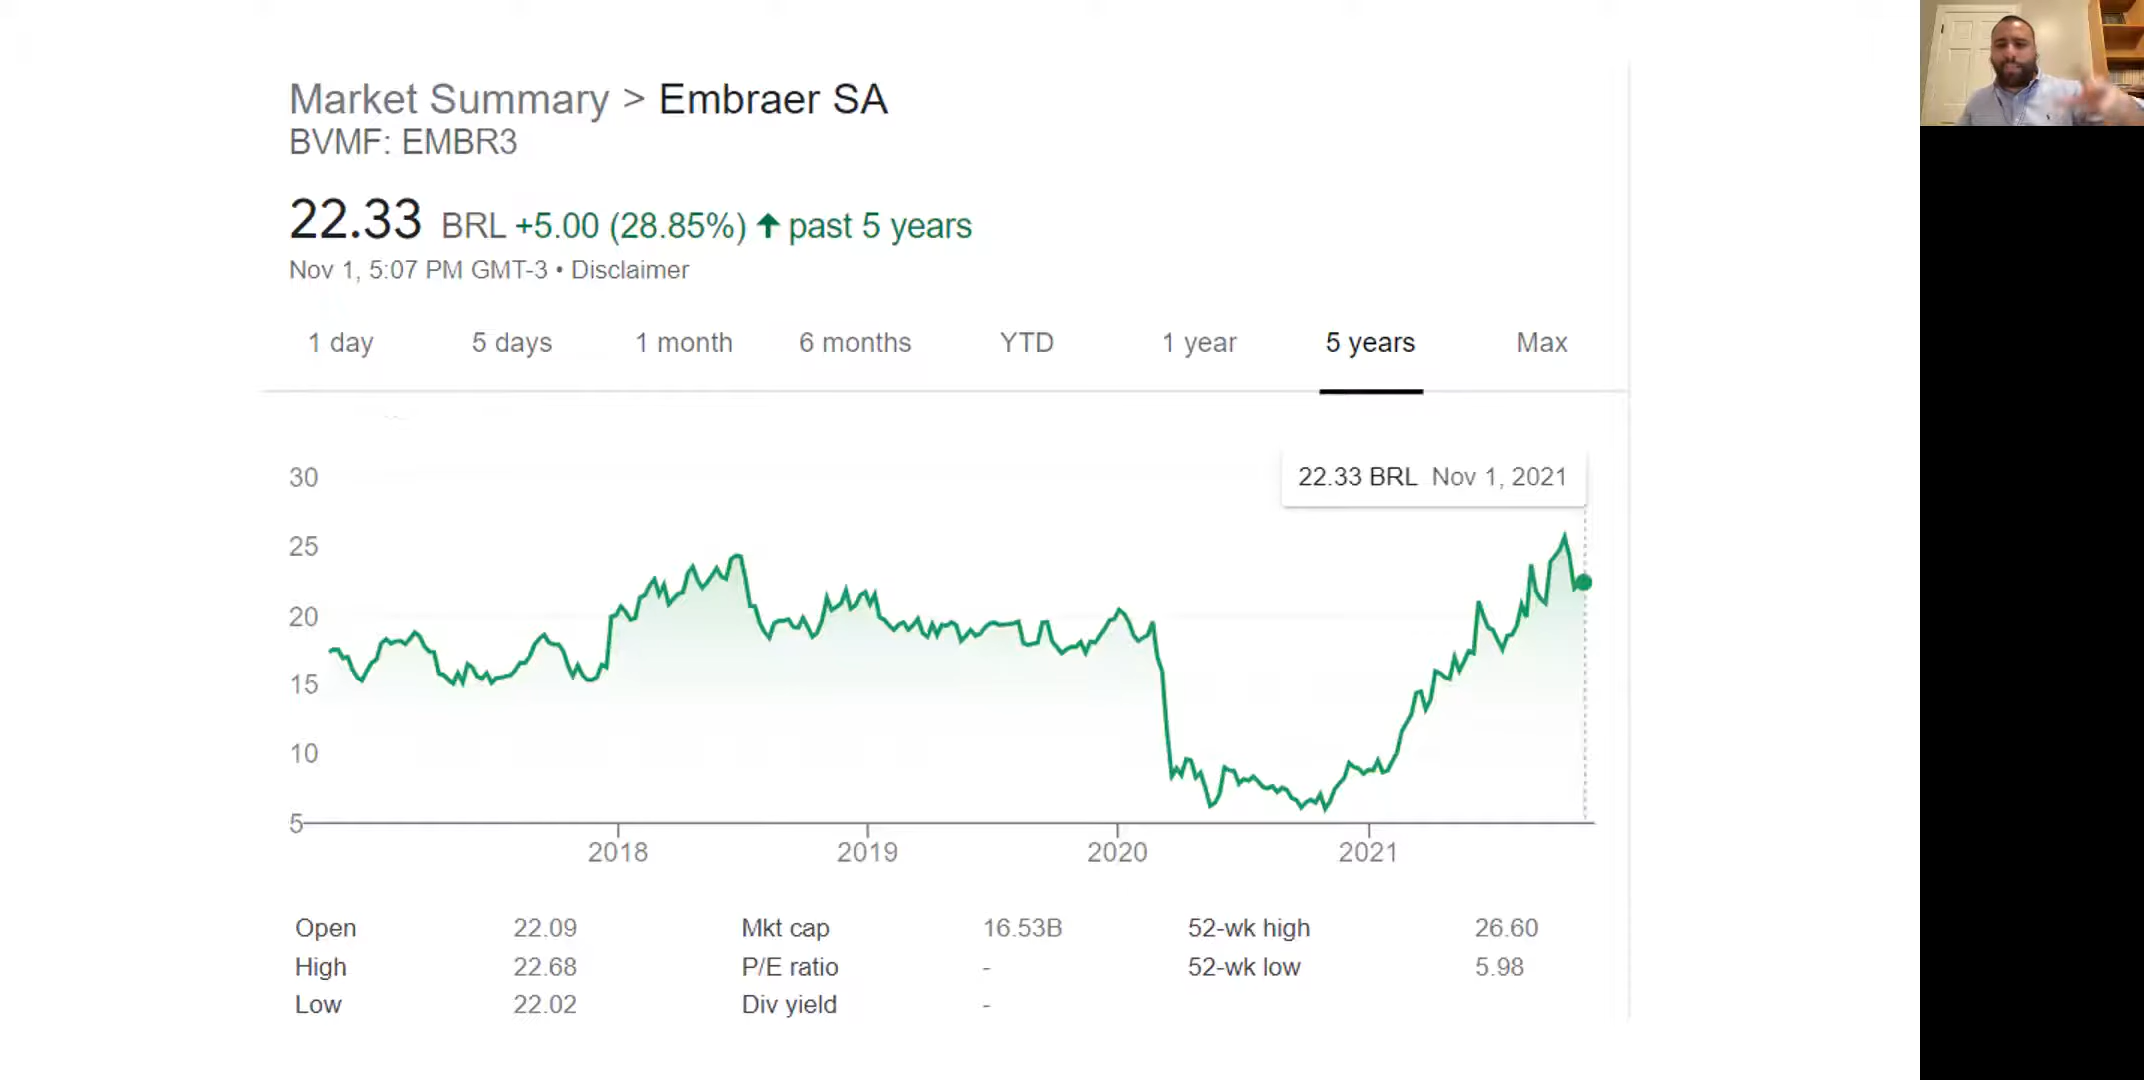 Market Summary > Embraer SA
BVMF: EMBR3
22.33 BRL +5.00 (28.85%) ↑ past 5 years
Nov 1, 5:07 PM GMT-3 • Disclaimer
1 day 5 days 1 month 6 months YTD 1 year 5 years Max
22.33 BRL Nov 1, 2021
30
25
20
15
10
5
2018 2019 2020 2021
Open 22.09 Mkt cap 16.53B 52-wk high 26.60
High 22.68 P/E ratio - 52-wk low 5.98
Low 22.02 Div yield -